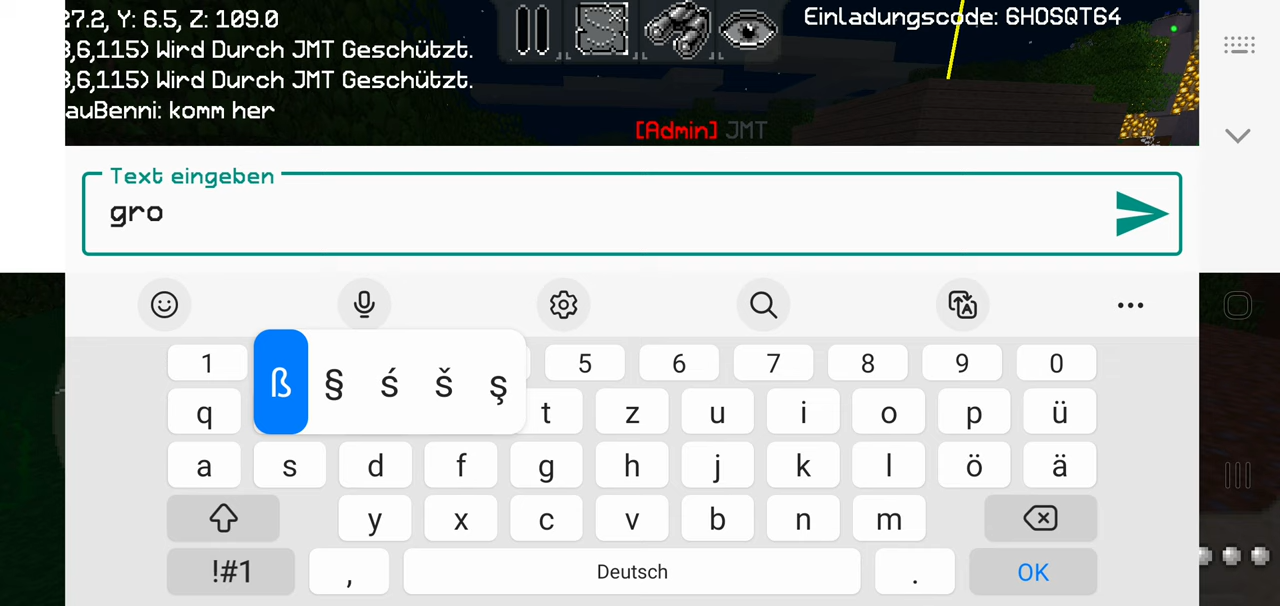 27.2, Y: 6.5, Z: 109.0
3,6,115) Wird Durch JMT Geschützt.
3,6,115) Wird Durch JMT Geschützt.
auBenni: komm her
Einladungscode: 6HOSQT64
[Admin] JMT
Text eingeben
gro
1 5 6 7 8 9 0
ß § ś š ş
q t z u i o p ü
a s d f g h j k l ö ä
y x c v b n m
!#1 , Deutsch . OK